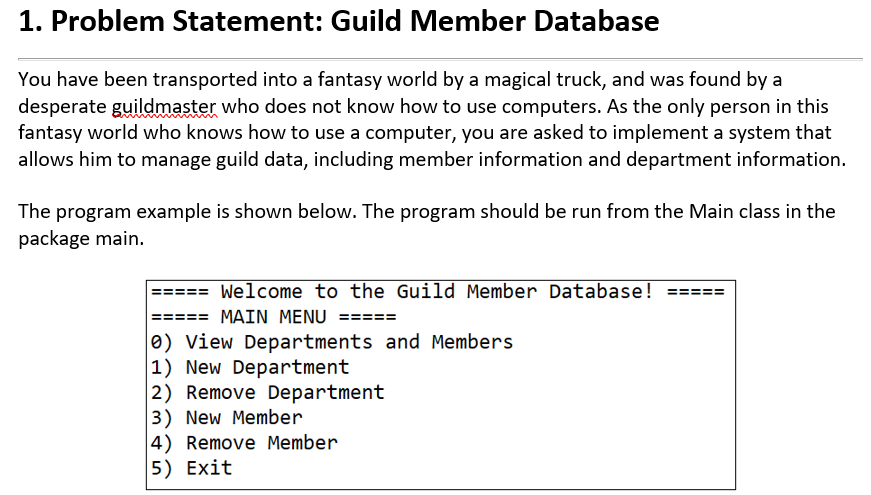 1. Problem Statement: Guild Member Database
You have been transported into a fantasy world by a magical truck, and was found by a
desperate guildmaster who does not know how to use computers. As the only person in this
fantasy world who knows how to use a computer, you are asked to implement a system that
allows him to manage guild data, including member information and department information.
The program example is shown below. The program should be run from the Main class in the
package main.
===== Welcome to the Guild Member Database! =====
===== MAIN MENU =====
0) View Departments and Members
1) New Department
2) Remove Department
3) New Member
4) Remove Member
5) Exit